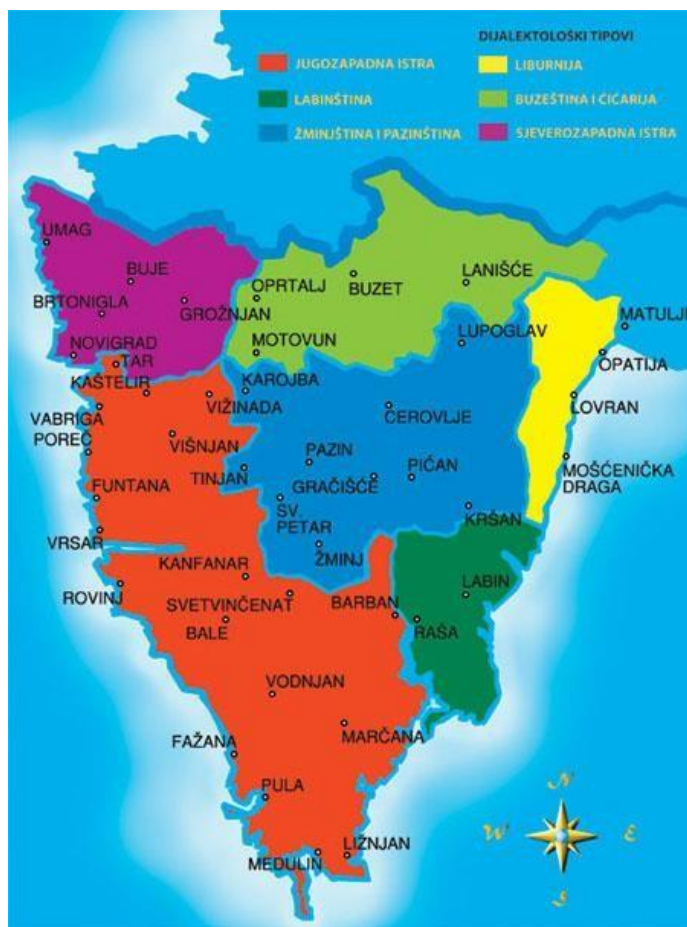 DIJALEKTOLOŠKI TIPOVI
JUGOZAPADNA ISTRA
LIBURNIJA
LABINŠTINA
BUZEŠTINA I ĆIĆARIJA
ŽMINJŠTINA I PAZINŠTINA
SJEVEROZAPADNA ISTRA
UMAG
BUJE
OPRTALJ
BUZET
LANIŠĆE
BRTONIGLA
GROŽNJAN
MATULJI
NOVIGRAD
MOTOVUN
LUPOGLAV
TAR
OPATIJA
KAŠTELIR
KAROJBA
VABRIGA
VIŽINADA
ČEROVLJE
LOVRAN
POREČ
VIŠNJAN
PAZIN
TINJAN
GRAČIŠĆE
PIĆAN
MOŠĆENIČKA
DRAGA
FUNTANA
SV.
PETAR
KRŠAN
VRSAR
ŽMINJ
KANFANAR
ROVINJ
SVETVINČENAT
BARBAN
LABIN
BALE
RAŠA
VODNJAN
FAŽANA
MARČANA
PULA
MEDULIN
LIŽNJAN
N
W
E
S